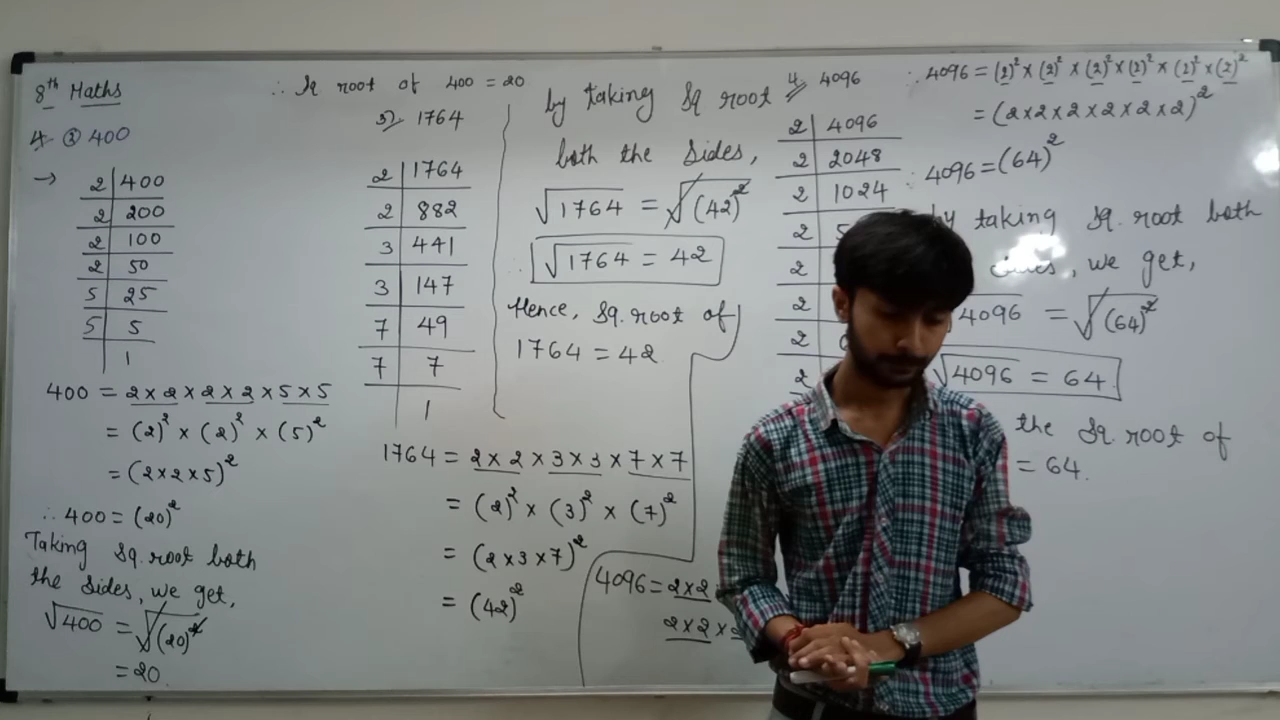 8th Maths
4. ② 400
→
2 | 400
2 | 200
2 | 100
2 | 50
5 | 25
5 | 5
1
400 = 2 × 2 × 2 × 2 × 5 × 5
= (2)² × (2)² × (5)²
= (2×2×5)²
∴ 400 = (20)²
Taking Sq. root both
the Sides, we get,
√400 = √(20)²
= 20.
∴ Sq root of 400 = 20
3) 1764
2 | 1764
2 | 882
3 | 441
3 | 147
7 | 49
7 | 7
1
1764 = 2 × 2 × 3 × 3 × 7 × 7
= (2)² × (3)² × (7)²
= (2×3×7)²
= (42)²
by taking Sq root
both the Sides,
√1764 = √(42)²
∴ √1764 = 42
Hence, Sq. root of
1764 = 42
4. 4096
2 | 4096
2 | 2048
2 | 1024
2 | 5
2
2
2
2
4096 = 2×2
2×2 ×
∴ 4096 = (2)² × (2)² × (2)² × (2)² × (2)² × (2)²
= (2×2×2×2×2×2)²
∴ 4096 = (64)²
by taking Sq. root both
sides, we get,
√4096 = √(64)²
√4096 = 64
the Sq. root of
= 64.